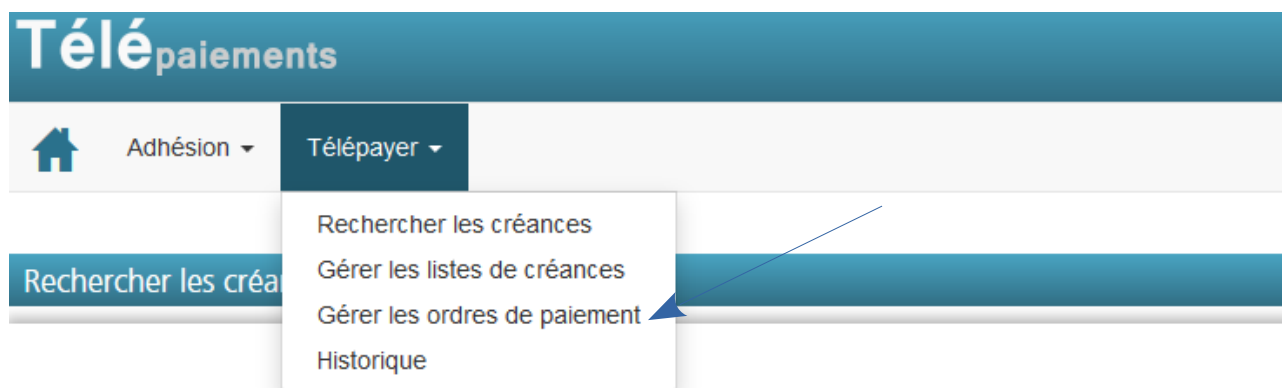 Télépaiements
Adhésion
Télépayer
Rechercher les créances
Gérer les listes de créances
Rechercher les
Gérer les ordres de paiement
Historique